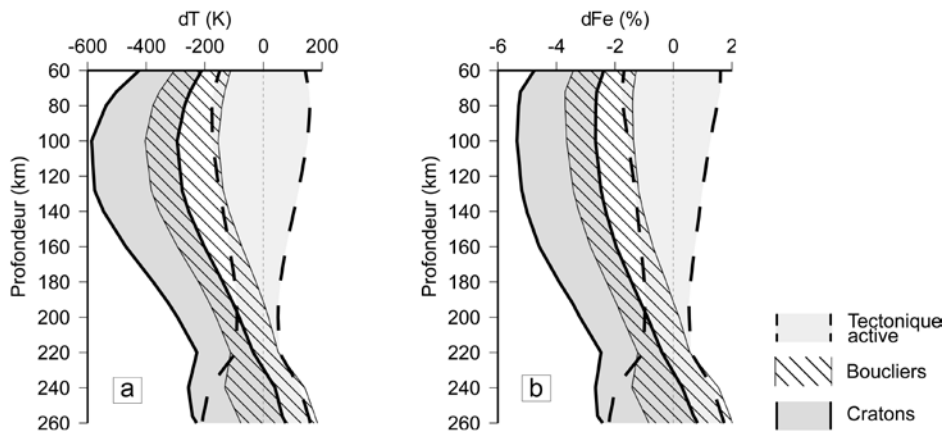 dT (K)
-600 -400 -200 0 200
60
80
100
120
140
160
180
200
220
240
260
Profondeur (km)
a
dFe (%)
-6 -4 -2 0 2
60
80
100
120
140
160
180
200
220
240
260
Profondeur (km)
b
Tectonique
active
Boucliers
Cratons